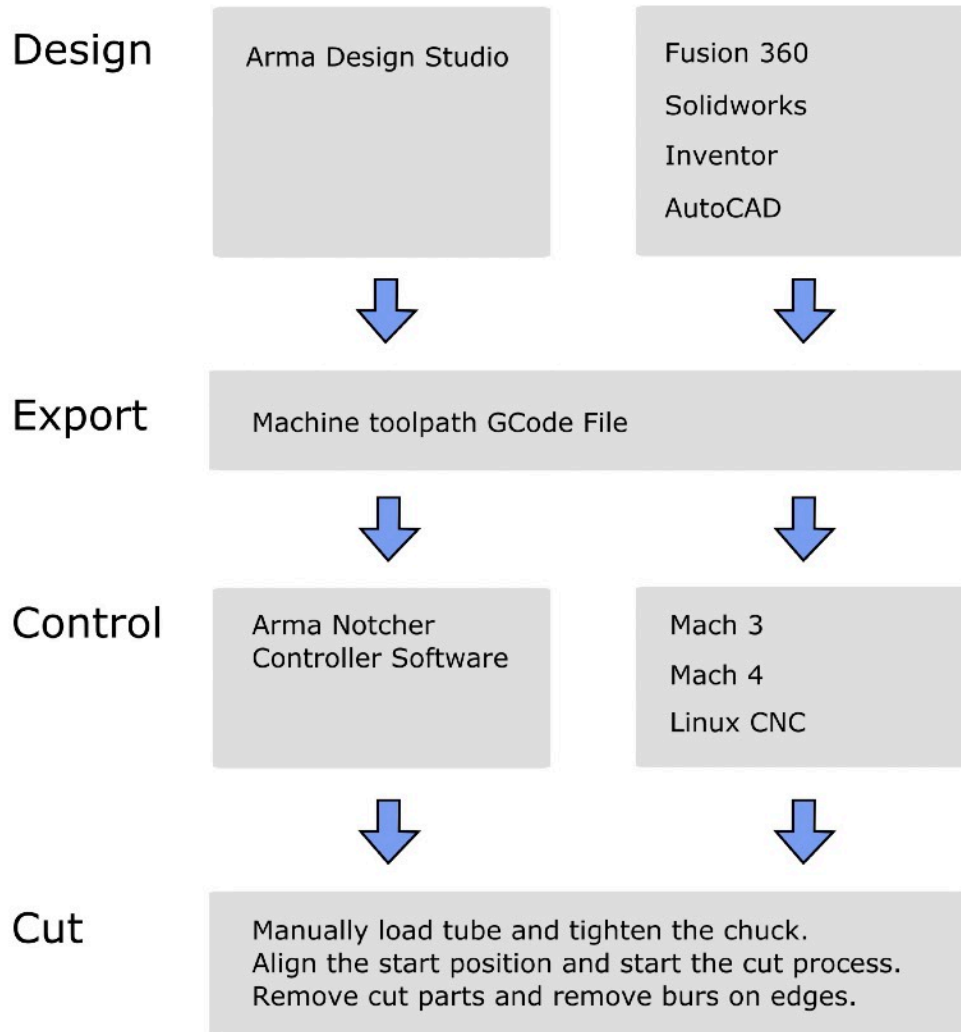 Design
Arma Design Studio
Fusion 360
Solidworks
Inventor
AutoCAD
Export
Machine toolpath GCode File
Control
Arma Notcher
Controller Software
Mach 3
Mach 4
Linux CNC
Cut
Manually load tube and tighten the chuck.
Align the start position and start the cut process.
Remove cut parts and remove burs on edges.